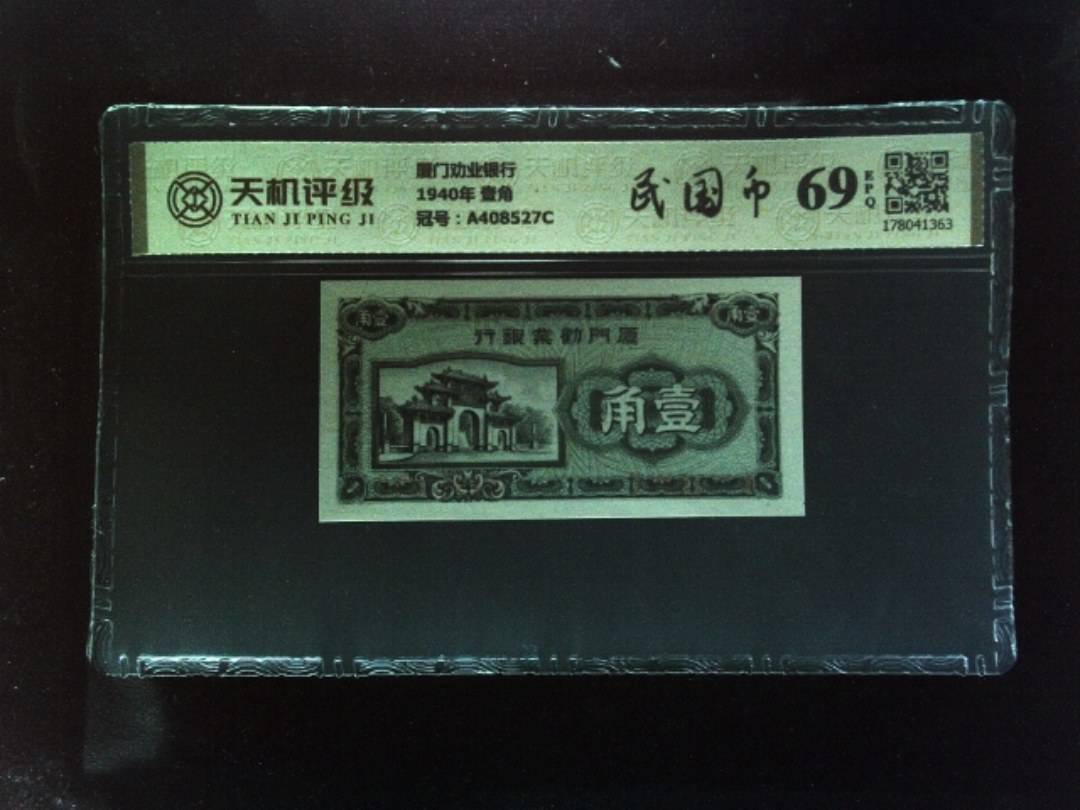 天机评级
TIAN JI PING JI
厦门劝业银行
1940年 壹角
冠号：A408527C
民国币
69
EPQ
178041363
角壹
角壹
行銀業勸門厦
角壹